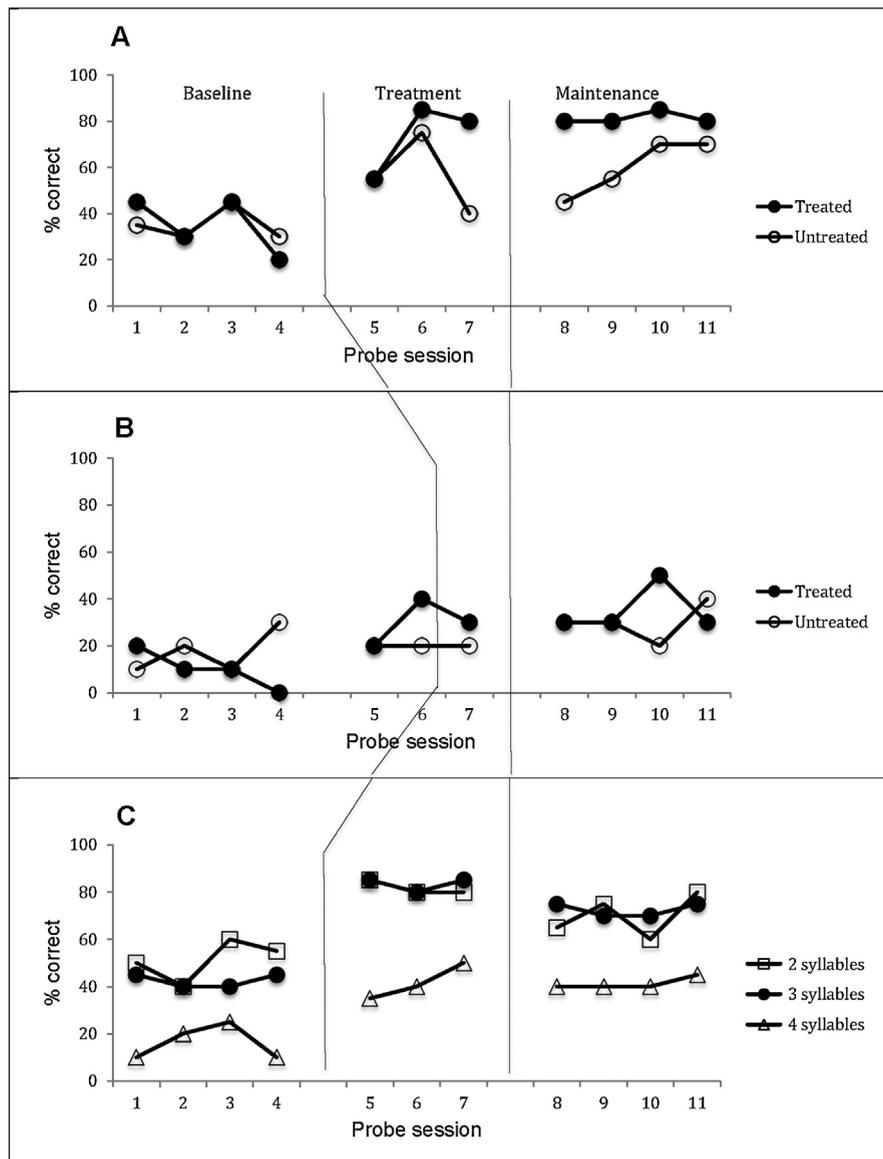 A
Baseline Treatment Maintenance
100
80
60
40
20
0
% correct
1 2 3 4 5 6 7 8 9 10 11
Probe session
Treated
Untreated
B
100
80
60
40
20
0
% correct
1 2 3 4 5 6 7 8 9 10 11
Probe session
Treated
Untreated
C
100
80
60
40
20
0
% correct
1 2 3 4 5 6 7 8 9 10 11
Probe session
2 syllables
3 syllables
4 syllables